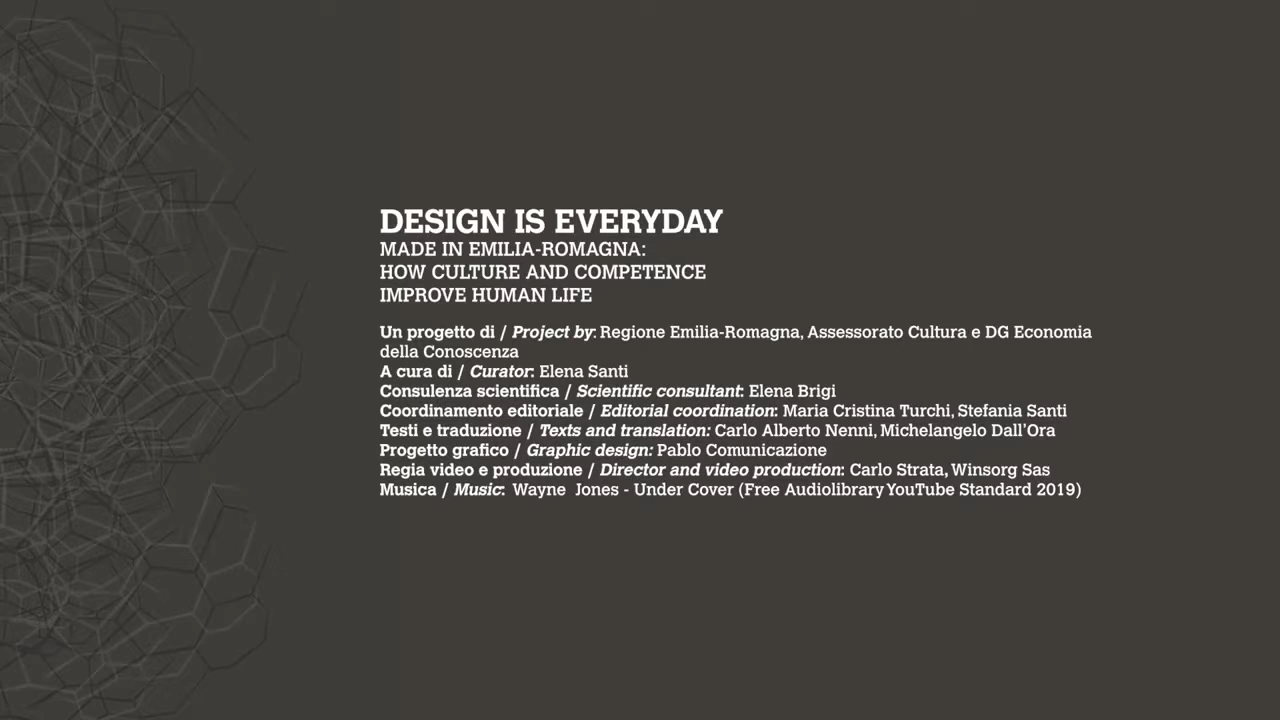 DESIGN IS EVERYDAY
MADE IN EMILIA-ROMAGNA:
HOW CULTURE AND COMPETENCE
IMPROVE HUMAN LIFE
Un progetto di / Project by: Regione Emilia-Romagna, Assessorato Cultura e DG Economia
della Conoscenza
A cura di / Curator: Elena Santi
Consulenza scientifica / Scientific consultant: Elena Brigi
Coordinamento editoriale / Editorial coordination: Maria Cristina Turchi, Stefania Santi
Testi e traduzione / Texts and translation: Carlo Alberto Nenni, Michelangelo Dall'Ora
Progetto grafico / Graphic design: Pablo Comunicazione
Regia video e produzione / Director and video production: Carlo Strata, Winsorg Sas
Musica / Music: Wayne Jones - Under Cover (Free Audiolibrary YouTube Standard 2019)